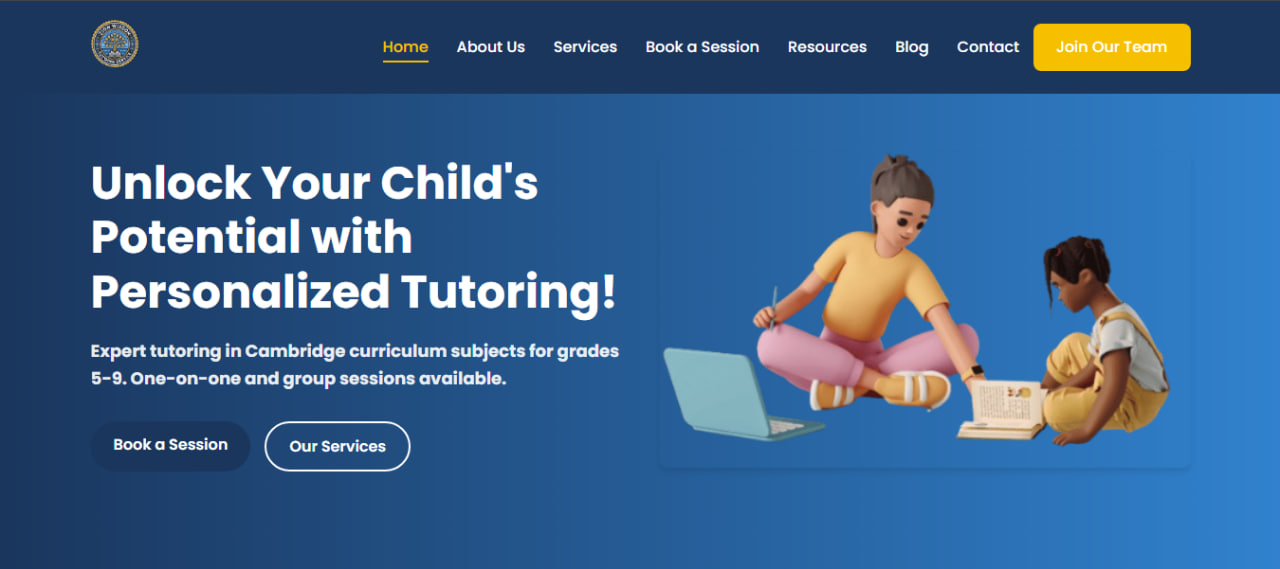 Home
About Us
Services
Book a Session
Resources
Blog
Contact
Join Our Team
Unlock Your Child's
Potential with
Personalized Tutoring!
Expert tutoring in Cambridge curriculum subjects for grades
5-9. One-on-one and group sessions available.
Book a Session
Our Services